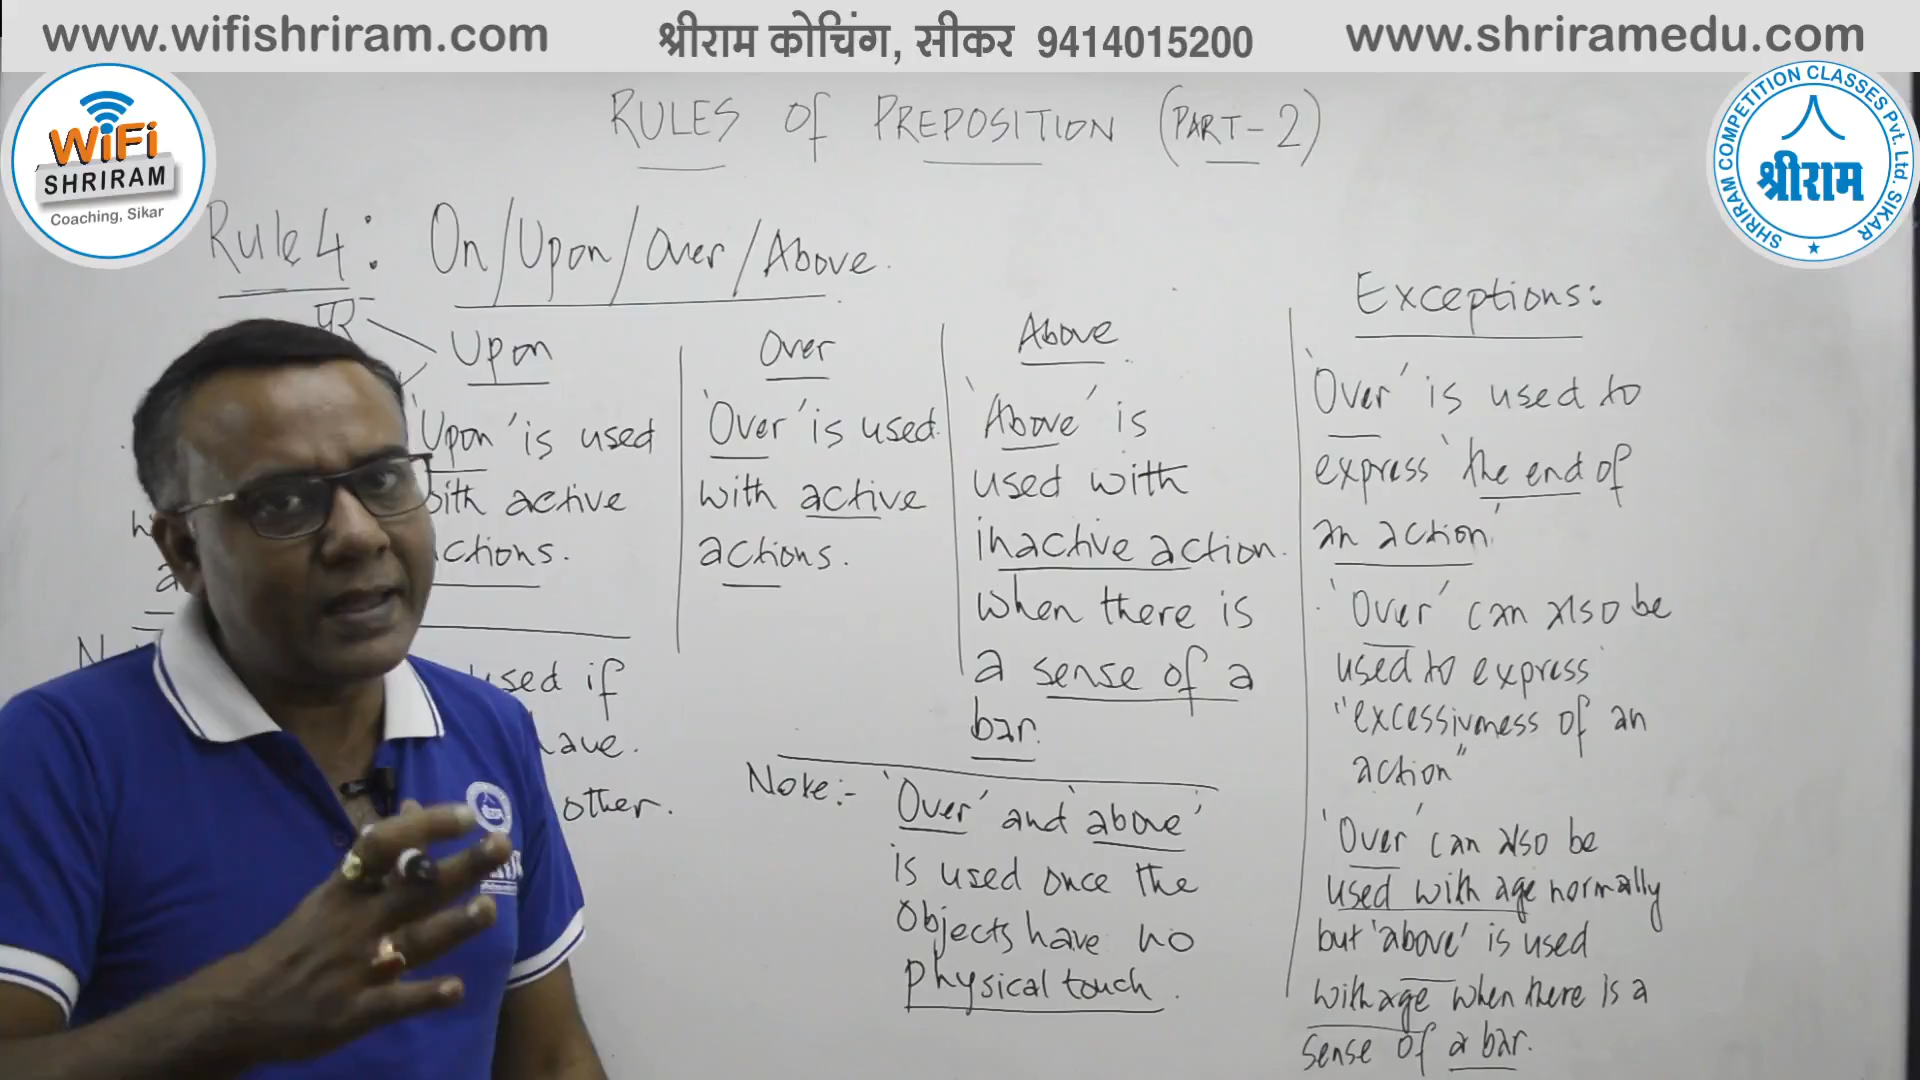 www.wifishriram.com
श्रीराम कोचिंग, सीकर 9414015200
www.shriramedu.com
WiFi
SHRIRAM
Coaching, Sikar
SHRIRAM COMPETITION CLASSES Pvt. Ltd. SIKAR
श्रीराम
RULES of PREPOSITION (PART-2)
Rule 4: On/Upon/Over/Above.
पर
Upon
'Upon' is used
with active
actions.
used if
have
other.
Over
'Over' is used
with active
actions.
Above
'Above' is
used with
inactive action.
when there is
a sense of a
bar.
Note:- 'Over' and 'above'
is used once the
Objects have no
physical touch.
Exceptions:
'Over' is used to
express 'the end of
an action'
'Over' can also be
used to express
"excessivness of an
action"
'Over' can also be
used with age normally
but 'above' is used
with age when there is a
sense of a bar.